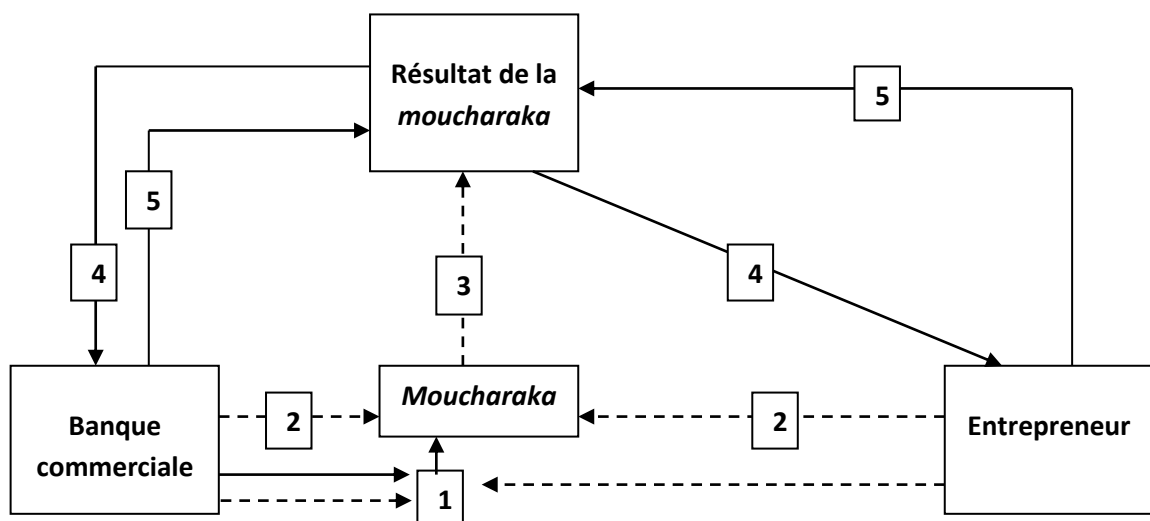 Résultat de la
moucharaka
5
5
4
4
3
Moucharaka
2
2
Banque
commerciale
Entrepreneur
1